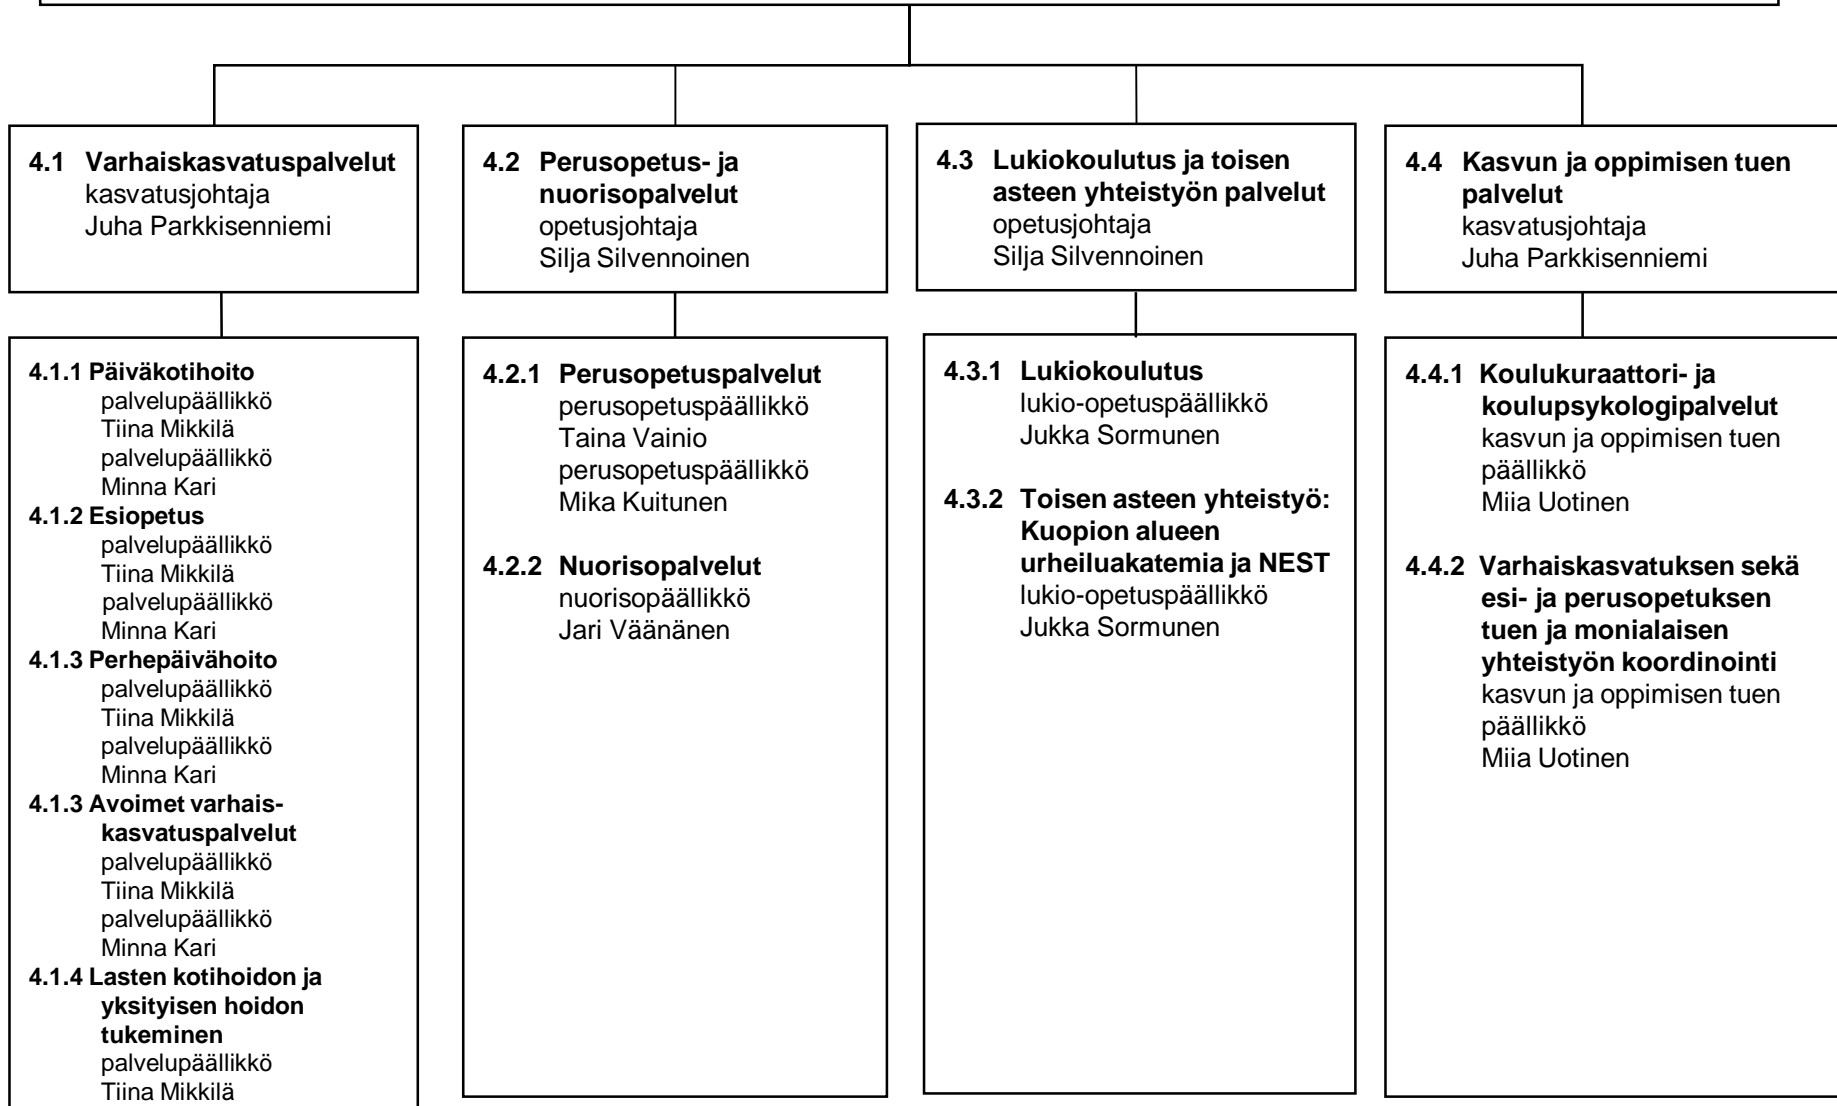 4.1 Varhaiskasvatuspalvelut
kasvatusjohtaja
Juha Parkkisenniemi
4.2 Perusopetus- ja
nuorisopalvelut
opetusjohtaja
Silja Silvennoinen
4.3 Lukiokoulutus ja toisen
asteen yhteistyön palvelut
opetusjohtaja
Silja Silvennoinen
4.4 Kasvun ja oppimisen tuen
palvelut
kasvatusjohtaja
Juha Parkkisenniemi
4.1.1 Päiväkotihoito
palvelupäällikkö
Tiina Mikkilä
palvelupäällikkö
Minna Kari
4.1.2 Esiopetus
palvelupäällikkö
Tiina Mikkilä
palvelupäällikkö
Minna Kari
4.1.3 Perhepäivähoito
palvelupäällikkö
Tiina Mikkilä
palvelupäällikkö
Minna Kari
4.1.3 Avoimet varhais-
kasvatuspalvelut
palvelupäällikkö
Tiina Mikkilä
palvelupäällikkö
Minna Kari
4.1.4 Lasten kotihoidon ja
yksityisen hoidon
tukeminen
palvelupäällikkö
Tiina Mikkilä
4.2.1 Perusopetuspalvelut
perusopetuspäällikkö
Taina Vainio
perusopetuspäällikkö
Mika Kuitunen
4.2.2 Nuorisopalvelut
nuorisopäällikkö
Jari Väänänen
4.3.1 Lukiokoulutus
lukio-opetuspäällikkö
Jukka Sormunen
4.3.2 Toisen asteen yhteistyö:
Kuopion alueen
urheiluakatemia ja NEST
lukio-opetuspäällikkö
Jukka Sormunen
4.4.1 Koulukuraattori- ja
koulupsykologipalvelut
kasvun ja oppimisen tuen
päällikkö
Miia Uotinen
4.4.2 Varhaiskasvatuksen sekä
esi- ja perusopetuksen
tuen ja monialaisen
yhteistyön koordinointi
kasvun ja oppimisen tuen
päällikkö
Miia Uotinen